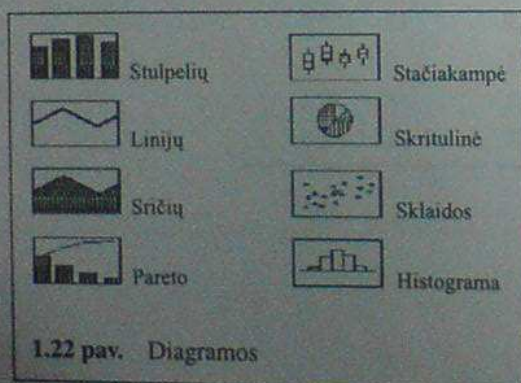 Stulpelių
Linijų
Sričių
Pareto
Stačiakampė
Skritulinė
Sklaidos
Histograma
1.22 pav. Diagramos